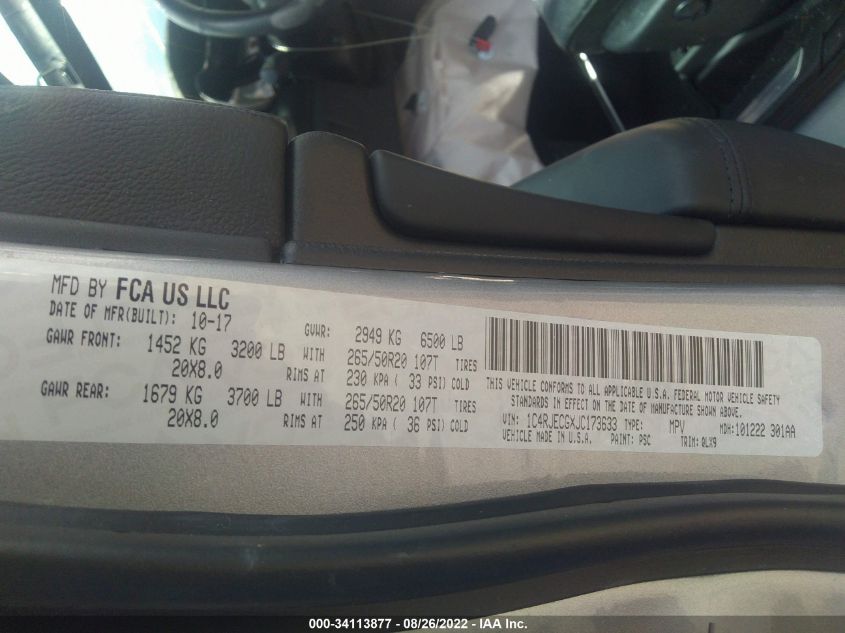 MFD BY FCA US LLC
DATE OF MFR(BUILT): 10-17 GVWR: 2949 KG 6500 LB
GAWR FRONT: 1452 KG 3200 LB WITH 265/50R20 107T TIRES
20X8.0 RIMS AT 230 KPA ( 33 PSI) COLD
GAWR REAR: 1679 KG 3700 LB WITH 265/50R20 107T TIRES
20X8.0 RIMS AT 250 KPA ( 36 PSI) COLD
THIS VEHICLE CONFORMS TO ALL APPLICABLE U.S.A. FEDERAL MOTOR VEHICLE SAFETY
STANDARDS IN EFFECT ON THE DATE OF MANUFACTURE SHOWN ABOVE.
VIN: 1C4RJECGXJC173633 TYPE: MPV MDH:101222 301AA
VEHICLE MADE IN U.S.A. PAINT: PSC TRIM: QLX9
000-34113877 - 08/26/2022 - IAA Inc.